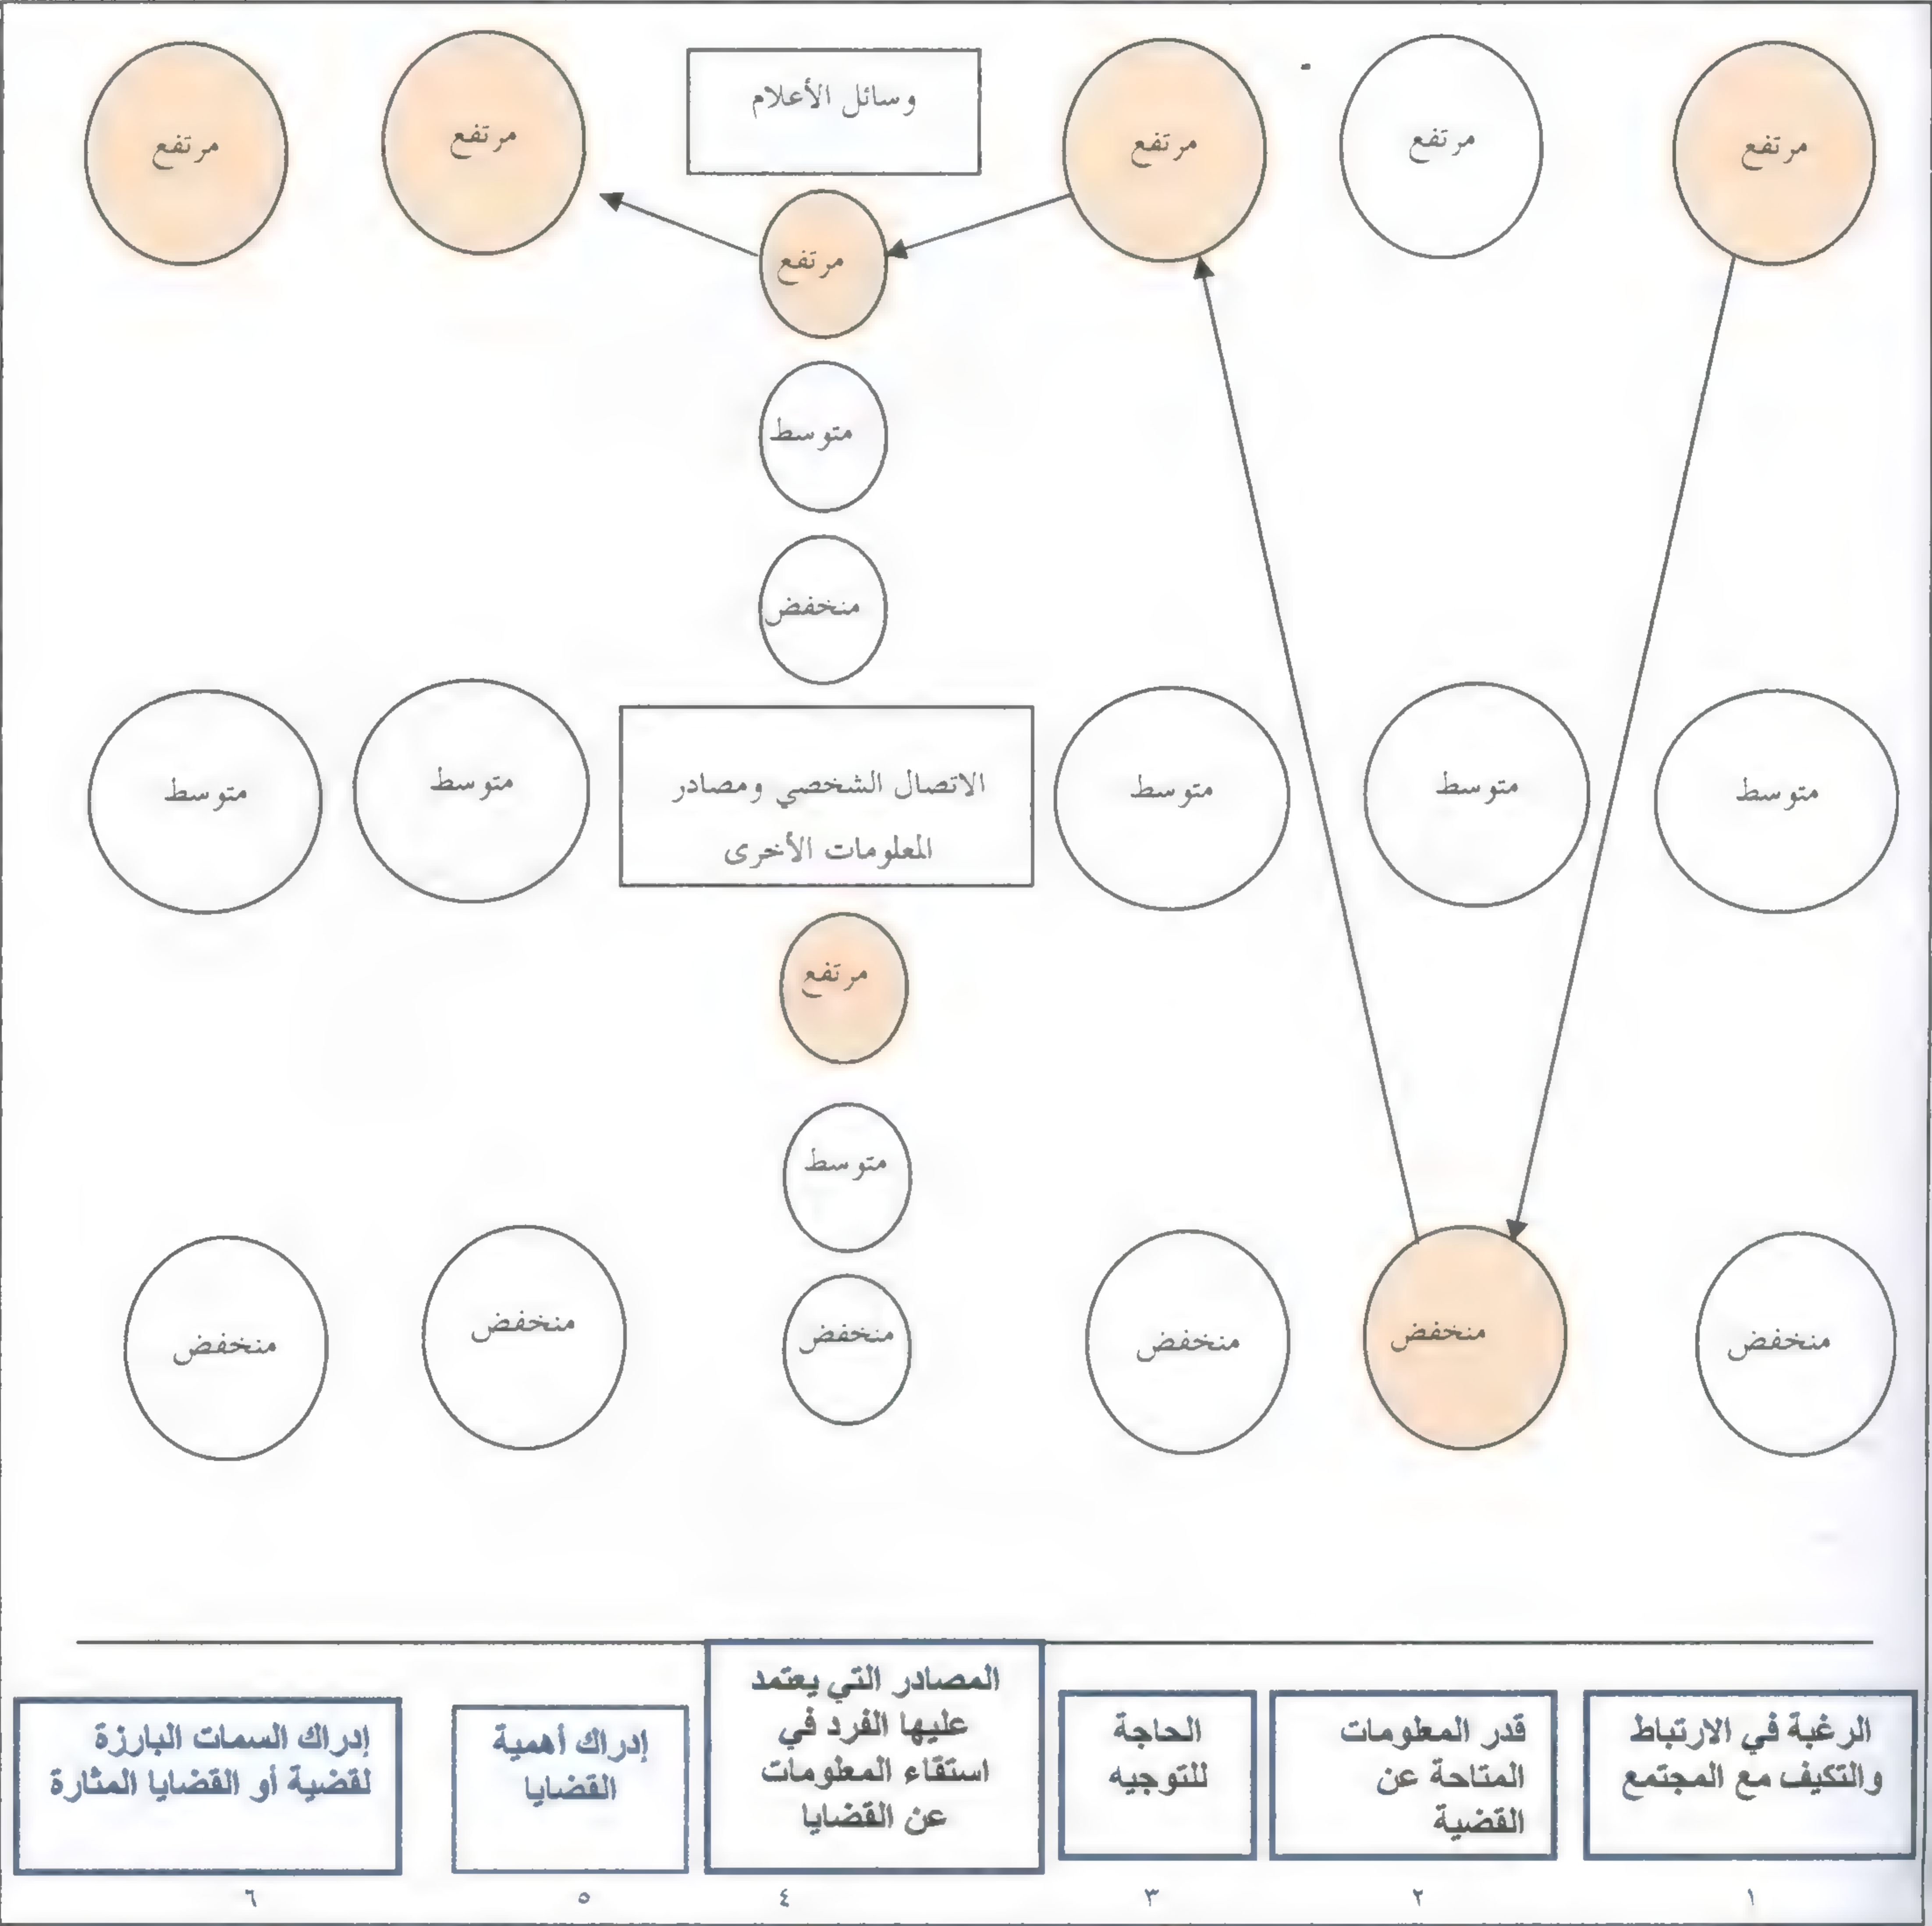 مرتفع
مرتفع
مرتفع
وسائل الأعلام
مرتفع
مرتفع
مرتفع
متوسط
منخفض
متوسط
متوسط
متوسط
الاتصال الشخصي ومصادر
المعلومات الأخرى
متوسط
متوسط
مرتفع
متوسط
منخفض
منخفض
منخفض
منخفض
منخفض
منخفض
الرغبة في الارتباط
والتكيف مع المجتمع
قدر المعلومات
المتاحة عن
القضية
الحاجة
للتوجيه
المصادر التي يعتمد
عليها الفرد في
استقاء المعلومات
عن القضايا
إدراك أهمية
القضايا
إدراك السمات البارزة
لقضية أو القضايا المثارة
١
٢
٣
٤
٥
٦